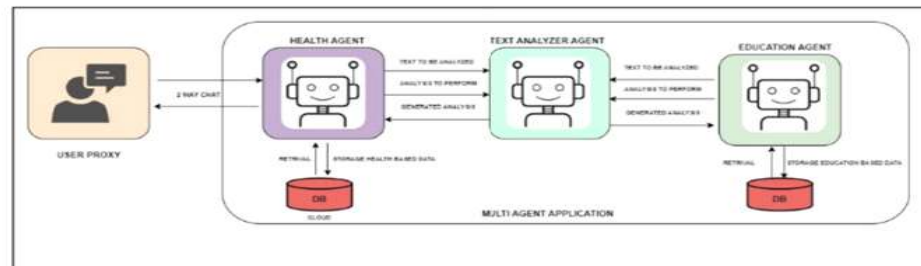 HEALTH AGENT
TEXT ANALYZER AGENT
EDUCATION AGENT
TEXT TO BE ANALYZED
TEXT TO BE ANALYZED
ANALYSIS TO PERFORM
ANALYSIS TO PERFORM
2 WAY CHAT
GENERATED ANALYSIS
GENERATED ANALYSIS
USER PROXY
RETRIVAL
STORAGE HEALTH BASED DATA
RETRIVAL
STORAGE EDUCATION BASED DATA
DB
DB
CLOUD
MULTI AGENT APPLICATION